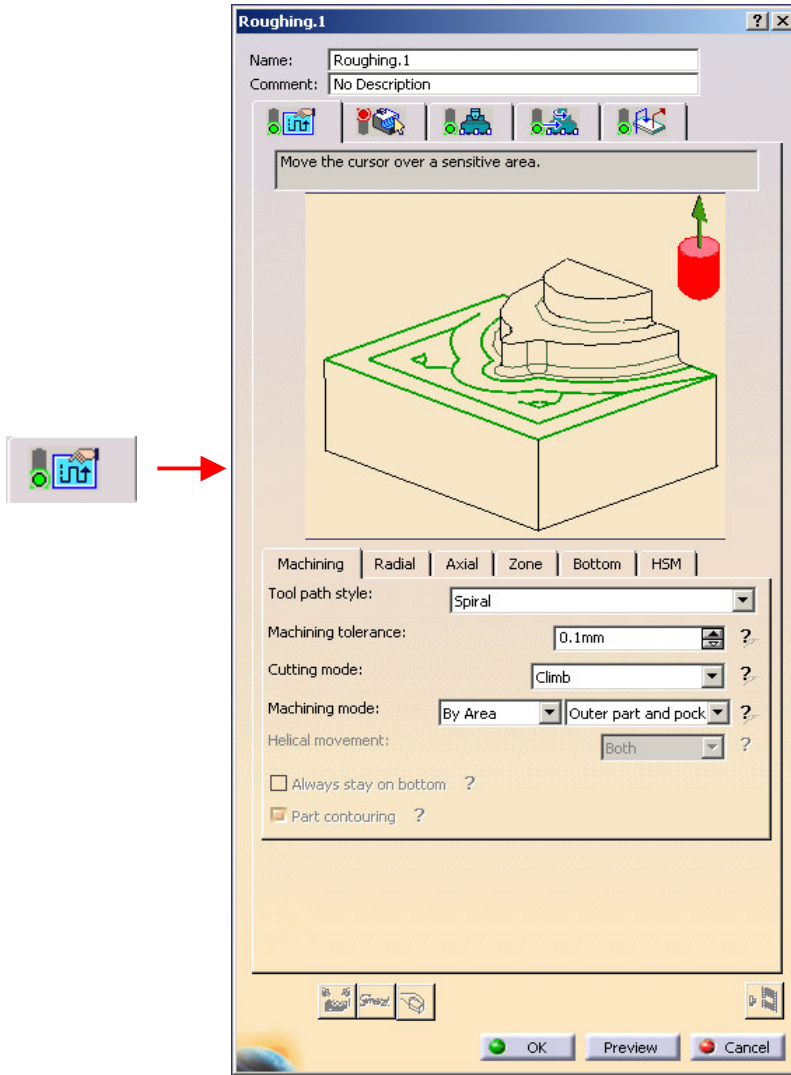 Roughing.1
Name: Roughing.1
Comment: No Description
Move the cursor over a sensitive area.
Machining Radial Axial Zone Bottom HSM
Tool path style: Spiral
Machining tolerance: 0.1mm ?
Cutting mode: Climb ?
Machining mode: By Area Outer part and pock ?
Helical movement: Both ?
Always stay on bottom ?
Part contouring ?
OK Preview Cancel